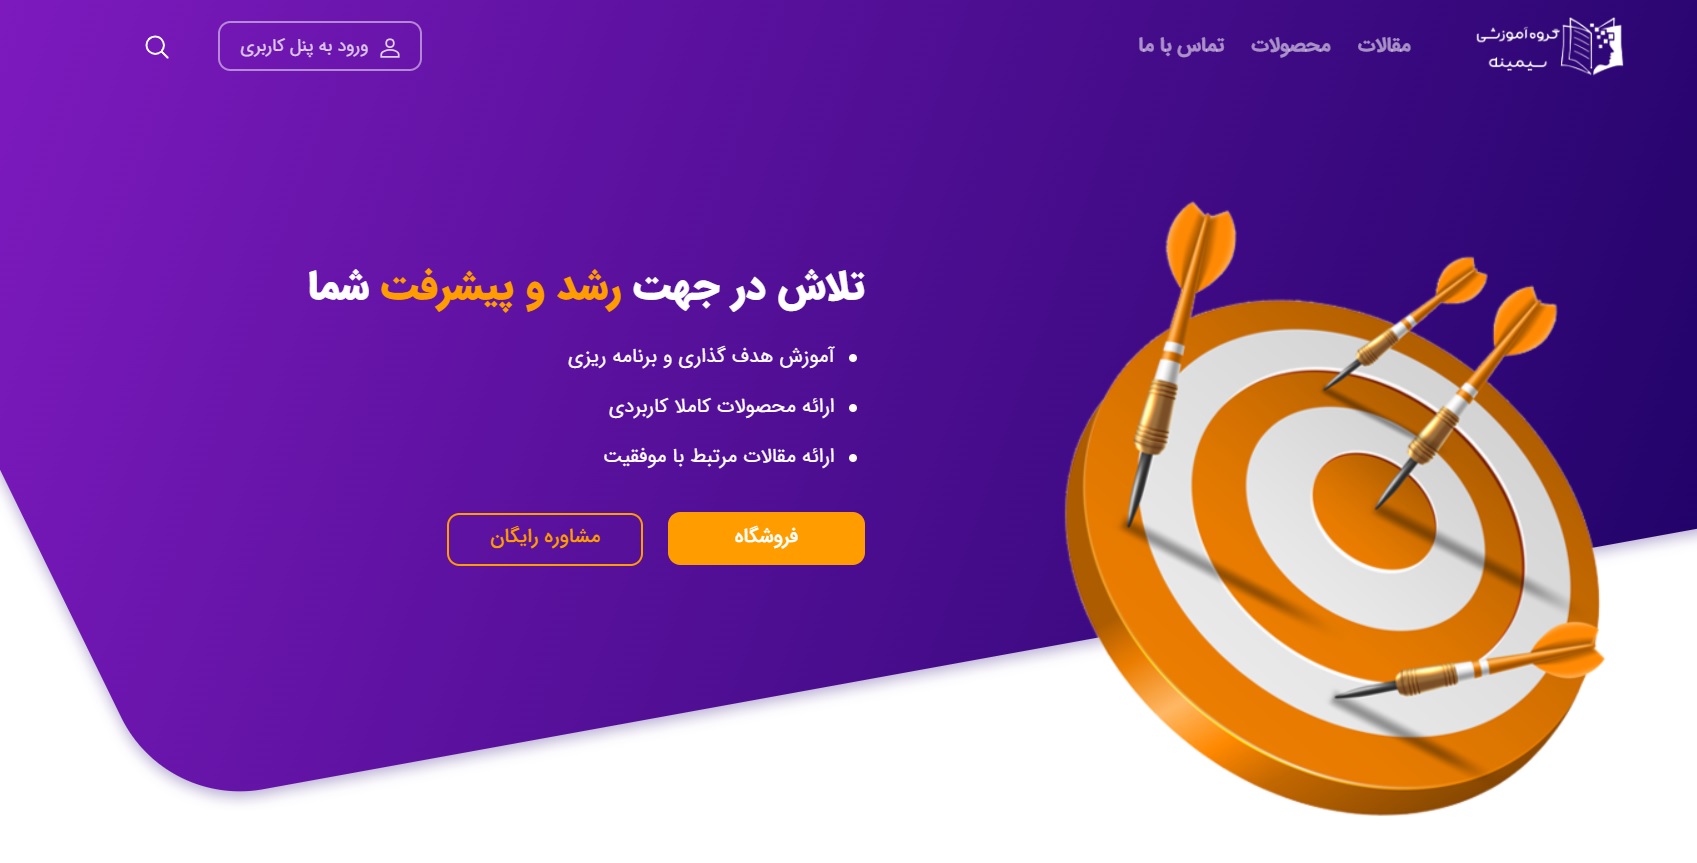 گروه آموزشی
سیمینه
مقالات
محصولات
تماس با ما
ورود به پنل کاربری
تلاش در جهت رشد و پیشرفت شما
آموزش هدف گذاری و برنامه ریزی
ارائه محصولات کاملا کاربردی
ارائه مقالات مرتبط با موفقیت
فروشگاه
مشاوره رایگان